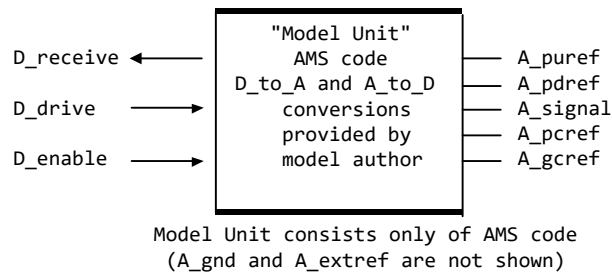 "Model Unit"
D_receive AMS code A_puref
D_to_A and A_to_D A_pdref
D_drive conversions A_signal
provided by A_pcref
D_enable model author A_gcref
Model Unit consists only of AMS code
(A_gnd and A_extref are not shown)